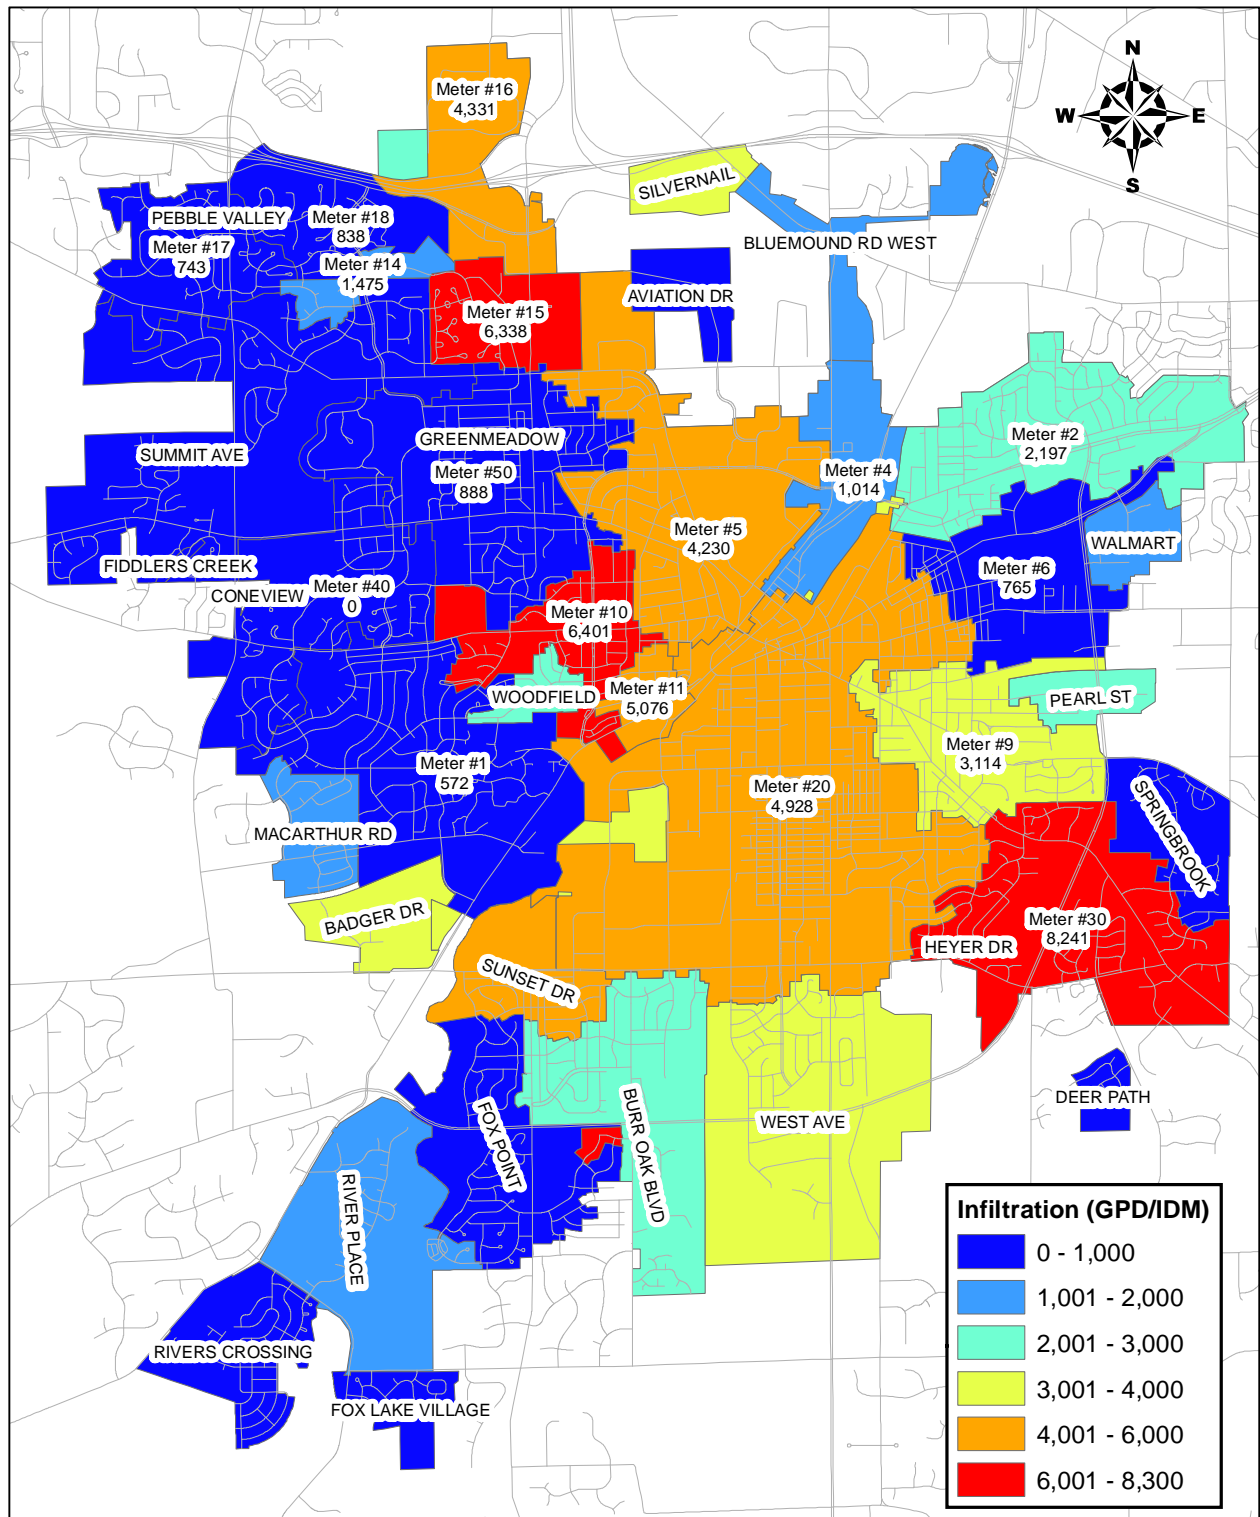 N
W
E
S
Meter #16
4,331
SILVERNAIL
PEBBLE VALLEY
Meter #18
838
Meter #17
743
BLUEMOUND RD WEST
Meter #14
1,475
AVIATION DR
Meter #15
6,338
GREENMEADOW
Meter #2
2,197
SUMMIT AVE
Meter #50
888
Meter #4
1,014
Meter #5
4,230
WALMART
FIDDLERS CREEK
Meter #6
765
CONEVIEW
Meter #40
0
Meter #10
6,401
WOODFIELD
Meter #11
5,076
PEARL ST
Meter #9
3,114
Meter #1
572
Meter #20
4,928
SPRINGBROOK
MACARTHUR RD
BADGER DR
Meter #30
8,241
HEYER DR
SUNSET DR
DEER PATH
FOX POINT
BURR OAK BLVD
WEST AVE
RIVER PLACE
RIVERS CROSSING
FOX LAKE VILLAGE
Infiltration (GPD/IDM)
0 - 1,000
1,001 - 2,000
2,001 - 3,000
3,001 - 4,000
4,001 - 6,000
6,001 - 8,300